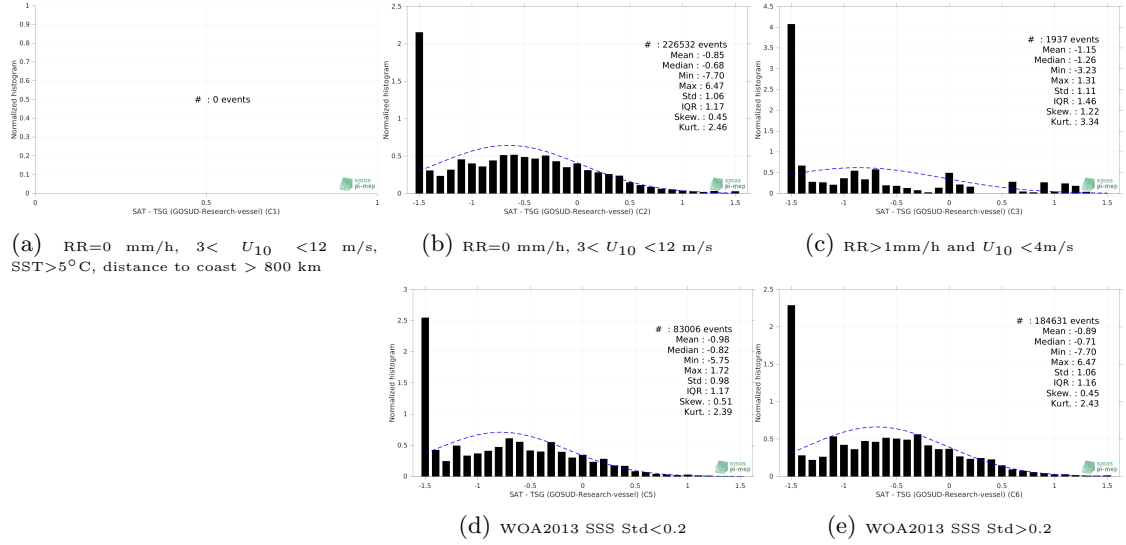 1
0.9
0.8
0.7
0.6
0.5
0.4
0.3
0.2
0.1
0
Normalized histogram
# : 0 events
smos
pi-mep
0 0.5 1
SAT - TSG (GOSUD-Research-vessel) (C1)
(a) RR=0 mm/h, 3< U10 <12 m/s,
SST>5°C, distance to coast > 800 km
2.5
2
1.5
1
0.5
0
Normalized histogram
# : 226532 events
Mean : -0.85
Median : -0.68
Min : -7.70
Max : 6.47
Std : 1.06
IQR : 1.17
Skew. : 0.45
Kurt. : 2.46
smos
pi-mep
-1.5 -1 -0.5 0 0.5 1 1.5
SAT - TSG (GOSUD-Research-vessel) (C2)
(b) RR=0 mm/h, 3< U10 <12 m/s
4.5
4
3.5
3
2.5
2
1.5
1
0.5
0
Normalized histogram
# : 1937 events
Mean : -1.15
Median : -1.26
Min : -3.23
Max : 1.31
Std : 1.11
IQR : 1.46
Skew. : 1.22
Kurt. : 3.34
smos
pi-mep
-1.5 -1 -0.5 0 0.5 1 1.5
SAT - TSG (GOSUD-Research-vessel) (C3)
(c) RR>1mm/h and U10 <4m/s
3
2.5
2
1.5
1
0.5
0
Normalized histogram
# : 83006 events
Mean : -0.98
Median : -0.82
Min : -5.75
Max : 1.72
Std : 0.98
IQR : 1.17
Skew. : 0.51
Kurt. : 2.39
smos
pi-mep
-1.5 -1 -0.5 0 0.5 1 1.5
SAT - TSG (GOSUD-Research-vessel) (C5)
(d) WOA2013 SSS Std<0.2
2.5
2
1.5
1
0.5
0
Normalized histogram
# : 184631 events
Mean : -0.89
Median : -0.71
Min : -7.70
Max : 6.47
Std : 1.06
IQR : 1.16
Skew. : 0.45
Kurt. : 2.43
smos
pi-mep
-1.5 -1 -0.5 0 0.5 1 1.5
SAT - TSG (GOSUD-Research-vessel) (C6)
(e) WOA2013 SSS Std>0.2